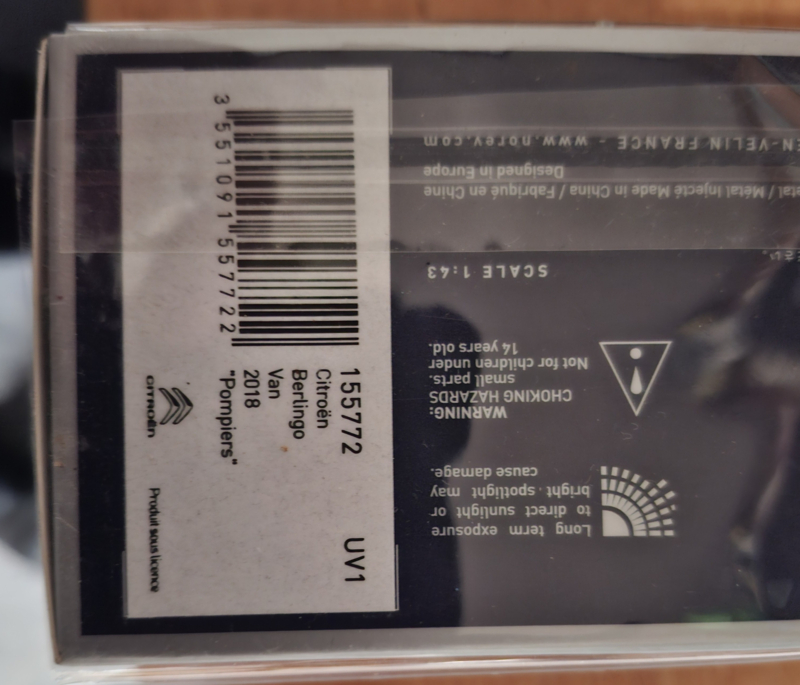 3 551091 557722
155772
Citroën
Berlingo
Van
2018
"Pompiers"
UV1
CITROËN
Produit sous licence
EN-VELIN FRANCE - www.norev.com
Designed in Europe
Métal / Métal Injecté Made in China / Fabriqué en Chine
SCALE 1:43
WARNING:
CHOKING HAZARDS
small parts.
Not for children under
14 years old.
Long term exposure
to direct sunlight or
bright spotlight may
cause damage.